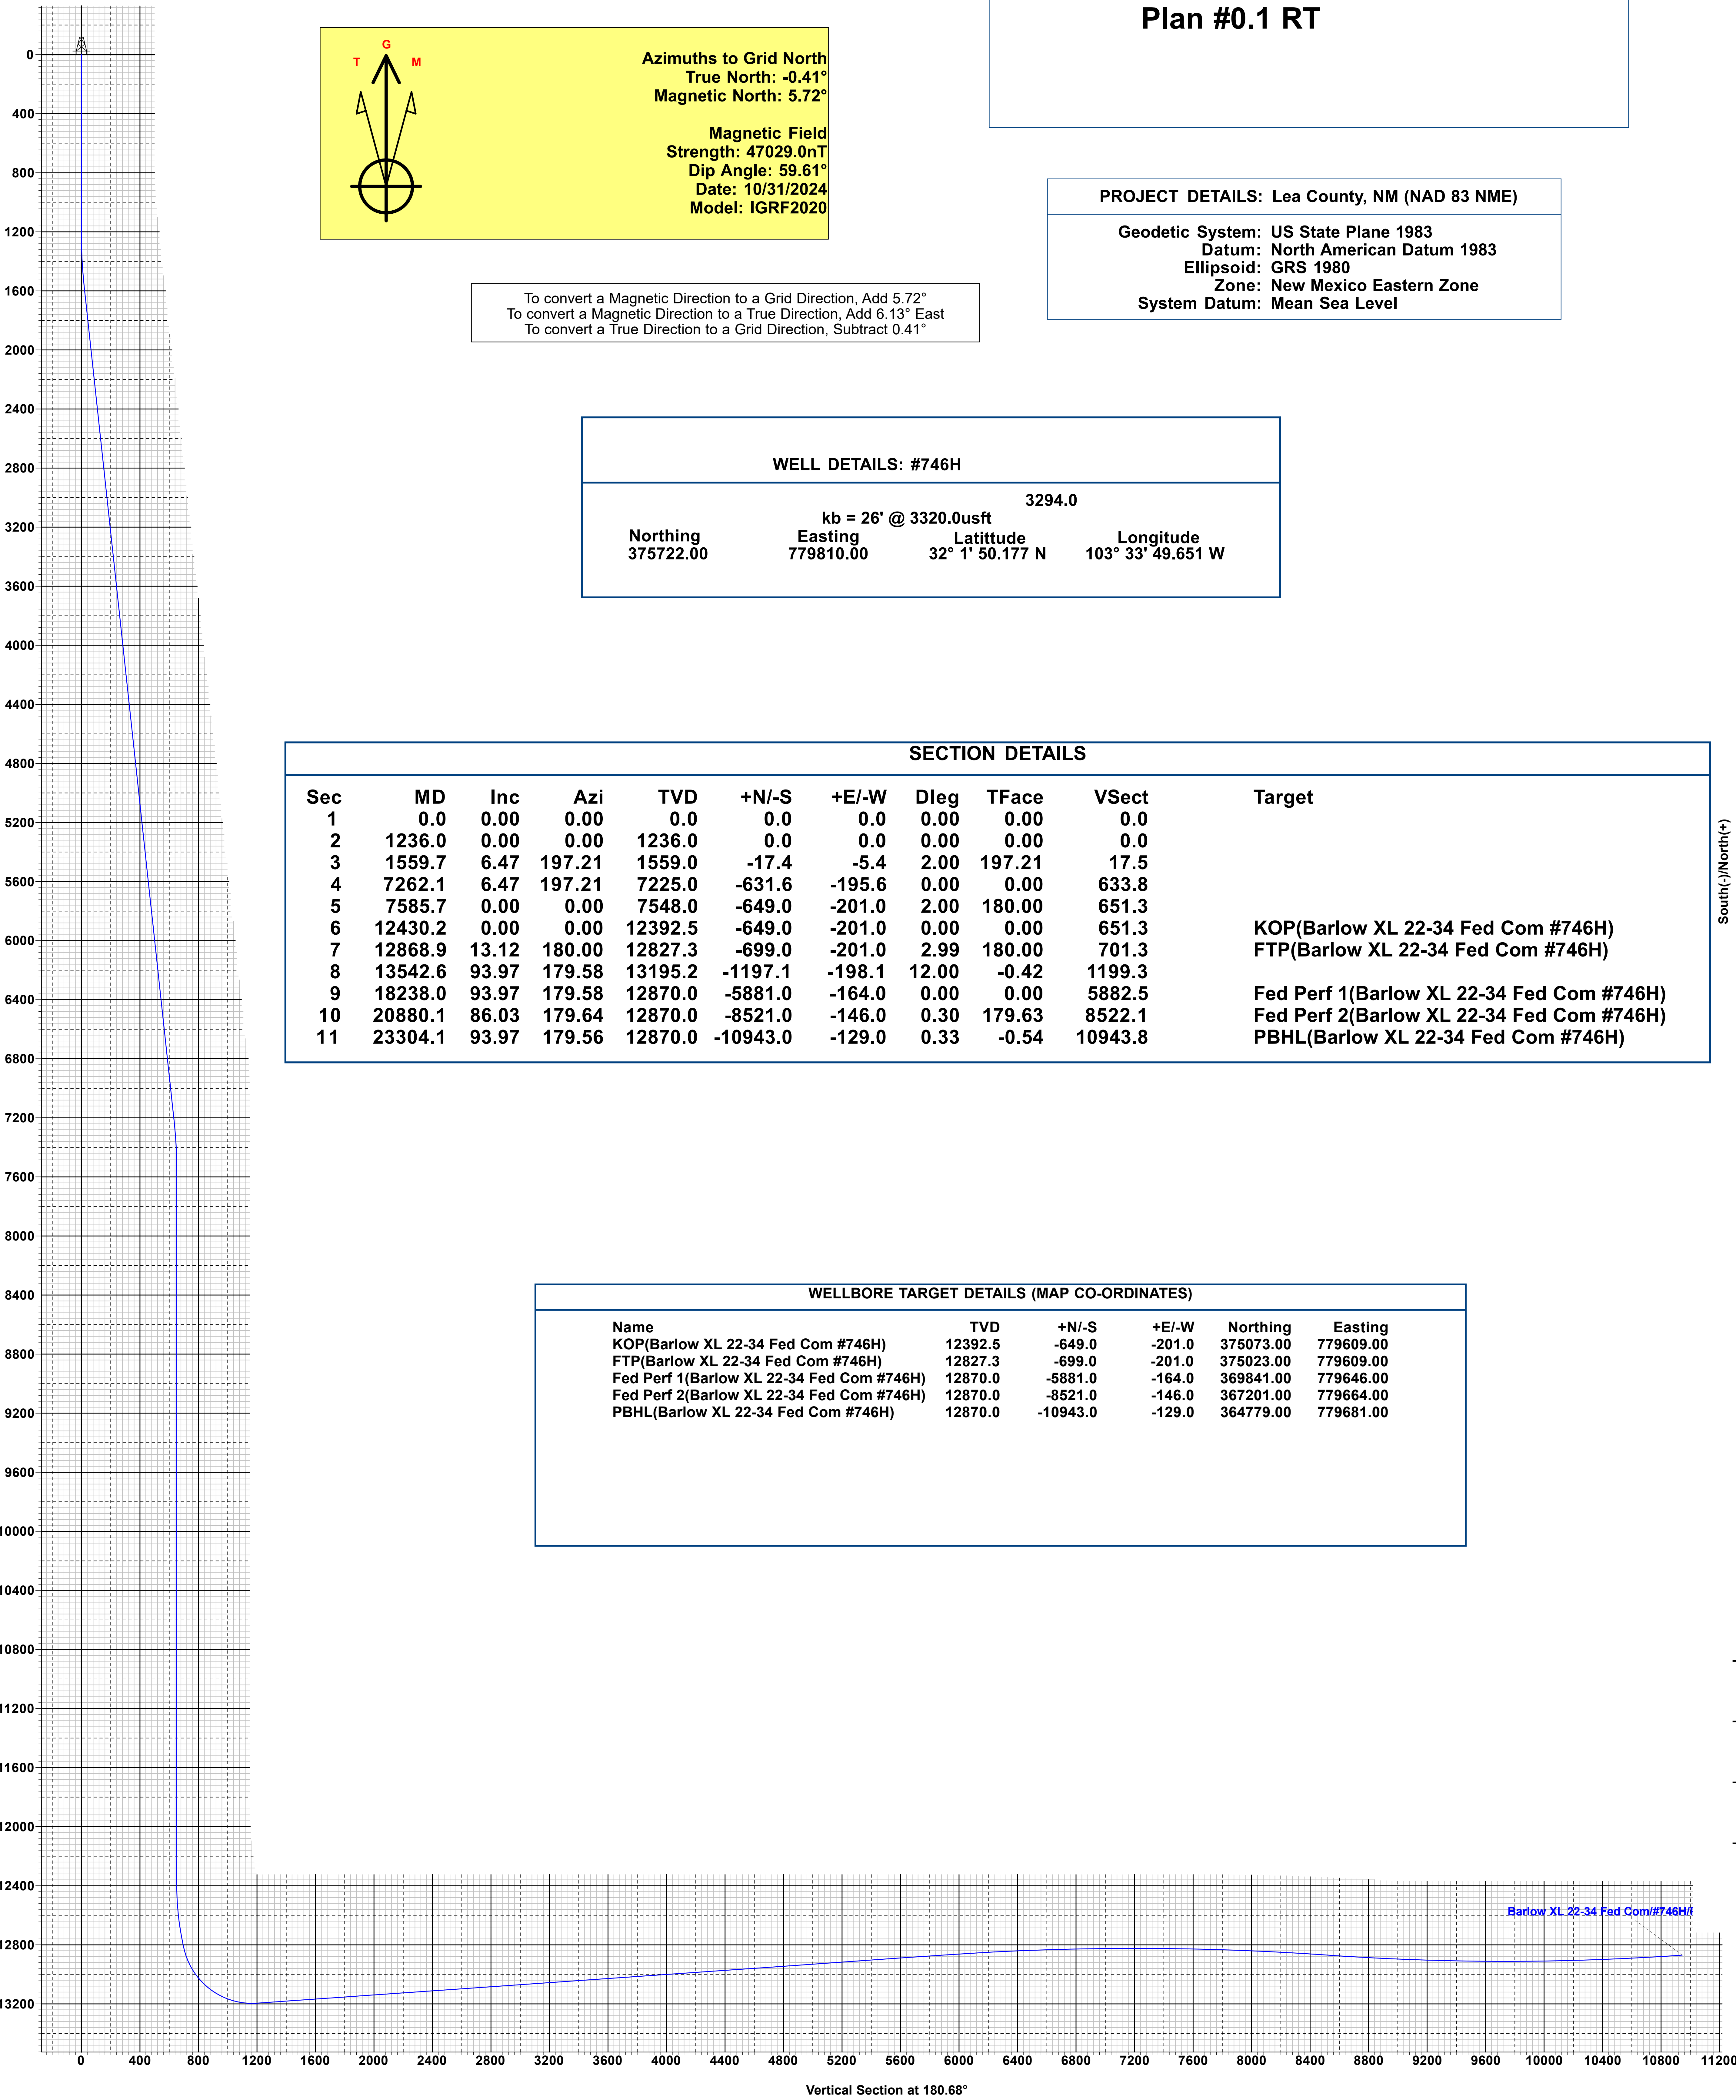 Plan #0.1 RT
T G M
Azimuths to Grid North
True North: -0.41°
Magnetic North: 5.72°
Magnetic Field
Strength: 47029.0nT
Dip Angle: 59.61°
Date: 10/31/2024
Model: IGRF2020
PROJECT DETAILS: Lea County, NM (NAD 83 NME)
Geodetic System: US State Plane 1983
Datum: North American Datum 1983
Ellipsoid: GRS 1980
Zone: New Mexico Eastern Zone
System Datum: Mean Sea Level
To convert a Magnetic Direction to a Grid Direction, Add 5.72°
To convert a Magnetic Direction to a True Direction, Add 6.13° East
To convert a True Direction to a Grid Direction, Subtract 0.41°
WELL DETAILS: #746H
3294.0
kb = 26' @ 3320.0usft
Northing Easting Latittude Longitude
375722.00 779810.00 32° 1' 50.177 N 103° 33' 49.651 W
SECTION DETAILS
Sec MD Inc Azi TVD +N/-S +E/-W Dleg TFace VSect Target
1 0.0 0.00 0.00 0.0 0.0 0.0 0.00 0.00 0.0
2 1236.0 0.00 0.00 1236.0 0.0 0.0 0.00 0.00 0.0
3 1559.7 6.47 197.21 1559.0 -17.4 -5.4 2.00 197.21 17.5
4 7262.1 6.47 197.21 7225.0 -631.6 -195.6 0.00 0.00 633.8
5 7585.7 0.00 0.00 7548.0 -649.0 -201.0 2.00 180.00 651.3
6 12430.2 0.00 0.00 12392.5 -649.0 -201.0 0.00 0.00 651.3 KOP(Barlow XL 22-34 Fed Com #746H)
7 12868.9 13.12 180.00 12827.3 -699.0 -201.0 2.99 180.00 701.3 FTP(Barlow XL 22-34 Fed Com #746H)
8 13542.6 93.97 179.58 13195.2 -1197.1 -198.1 12.00 -0.42 1199.3
9 18238.0 93.97 179.58 12870.0 -5881.0 -164.0 0.00 0.00 5882.5 Fed Perf 1(Barlow XL 22-34 Fed Com #746H)
10 20880.1 86.03 179.64 12870.0 -8521.0 -146.0 0.30 179.63 8522.1 Fed Perf 2(Barlow XL 22-34 Fed Com #746H)
11 23304.1 93.97 179.56 12870.0 -10943.0 -129.0 0.33 -0.54 10943.8 PBHL(Barlow XL 22-34 Fed Com #746H)
South(-)/North(+)
WELLBORE TARGET DETAILS (MAP CO-ORDINATES)
Name TVD +N/-S +E/-W Northing Easting
KOP(Barlow XL 22-34 Fed Com #746H) 12392.5 -649.0 -201.0 375073.00 779609.00
FTP(Barlow XL 22-34 Fed Com #746H) 12827.3 -699.0 -201.0 375023.00 779609.00
Fed Perf 1(Barlow XL 22-34 Fed Com #746H) 12870.0 -5881.0 -164.0 369841.00 779646.00
Fed Perf 2(Barlow XL 22-34 Fed Com #746H) 12870.0 -8521.0 -146.0 367201.00 779664.00
PBHL(Barlow XL 22-34 Fed Com #746H) 12870.0 -10943.0 -129.0 364779.00 779681.00
0
400
800
1200
1600
2000
2400
2800
3200
3600
4000
4400
4800
5200
5600
6000
6400
6800
7200
7600
8000
8400
8800
9200
9600
10000
10400
10800
11200
11600
12000
12400
12800
13200
Barlow XL 22-34 Fed Com/#746H/
0 400 800 1200 1600 2000 2400 2800 3200 3600 4000 4400 4800 5200 5600 6000 6400 6800 7200 7600 8000 8400 8800 9200 9600 10000 10400 10800 11200
Vertical Section at 180.68°